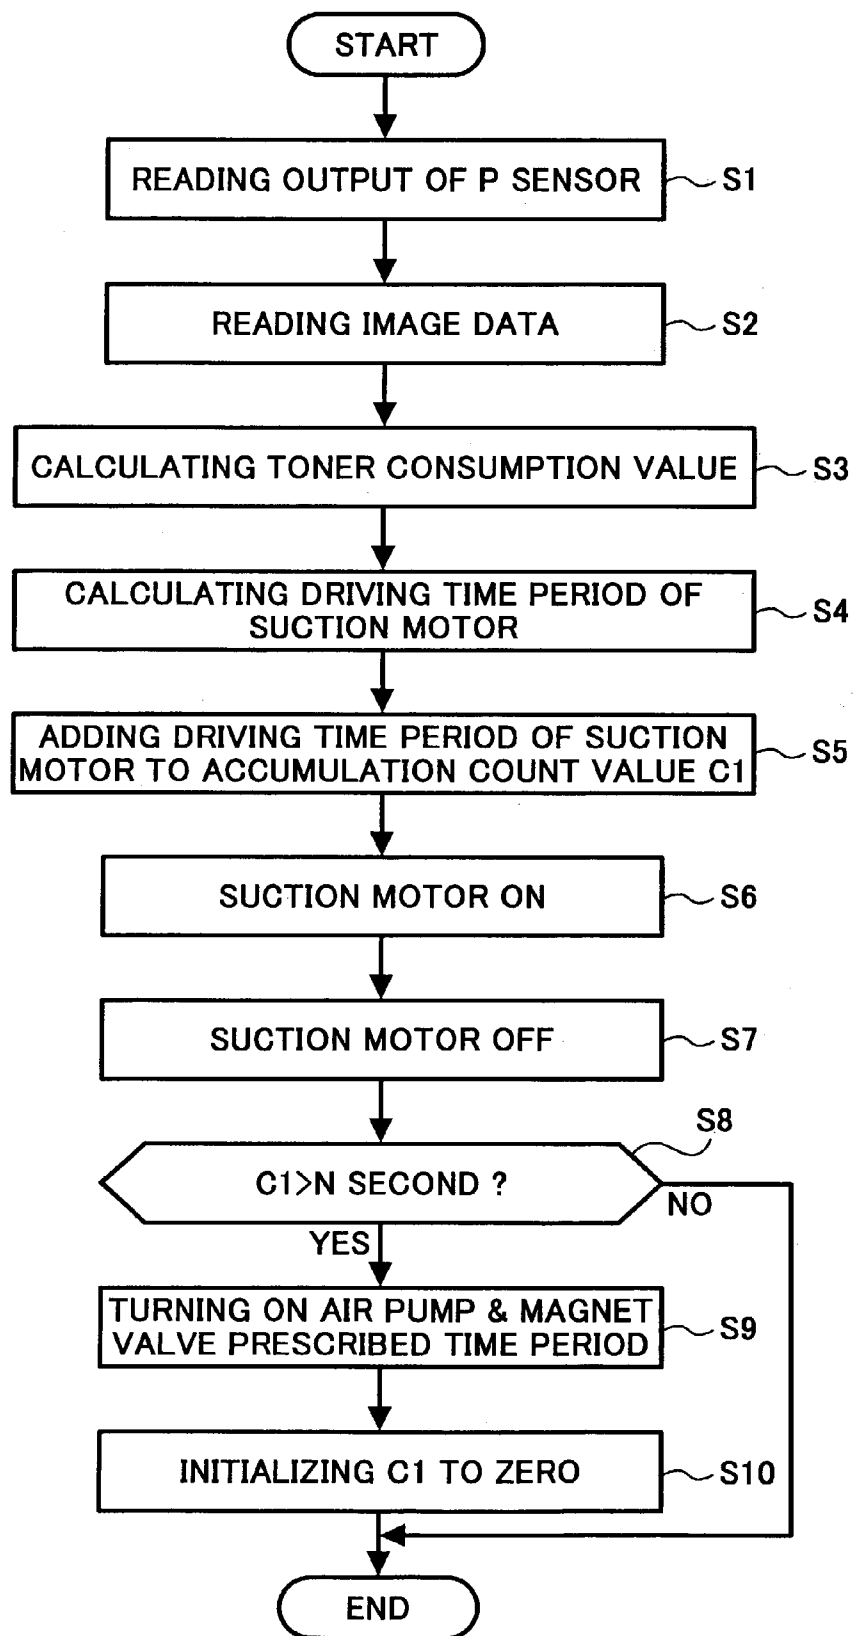 START
READING OUTPUT OF P SENSOR
S1
READING IMAGE DATA
S2
CALCULATING TONER CONSUMPTION VALUE
S3
CALCULATING DRIVING TIME PERIOD OF
SUCTION MOTOR
S4
ADDING DRIVING TIME PERIOD OF SUCTION
MOTOR TO ACCUMULATION COUNT VALUE C1
S5
SUCTION MOTOR ON
S6
SUCTION MOTOR OFF
S7
S8
C1>N SECOND ?
NO
YES
TURNING ON AIR PUMP & MAGNET
VALVE PRESCRIBED TIME PERIOD
S9
INITIALIZING C1 TO ZERO
S10
END